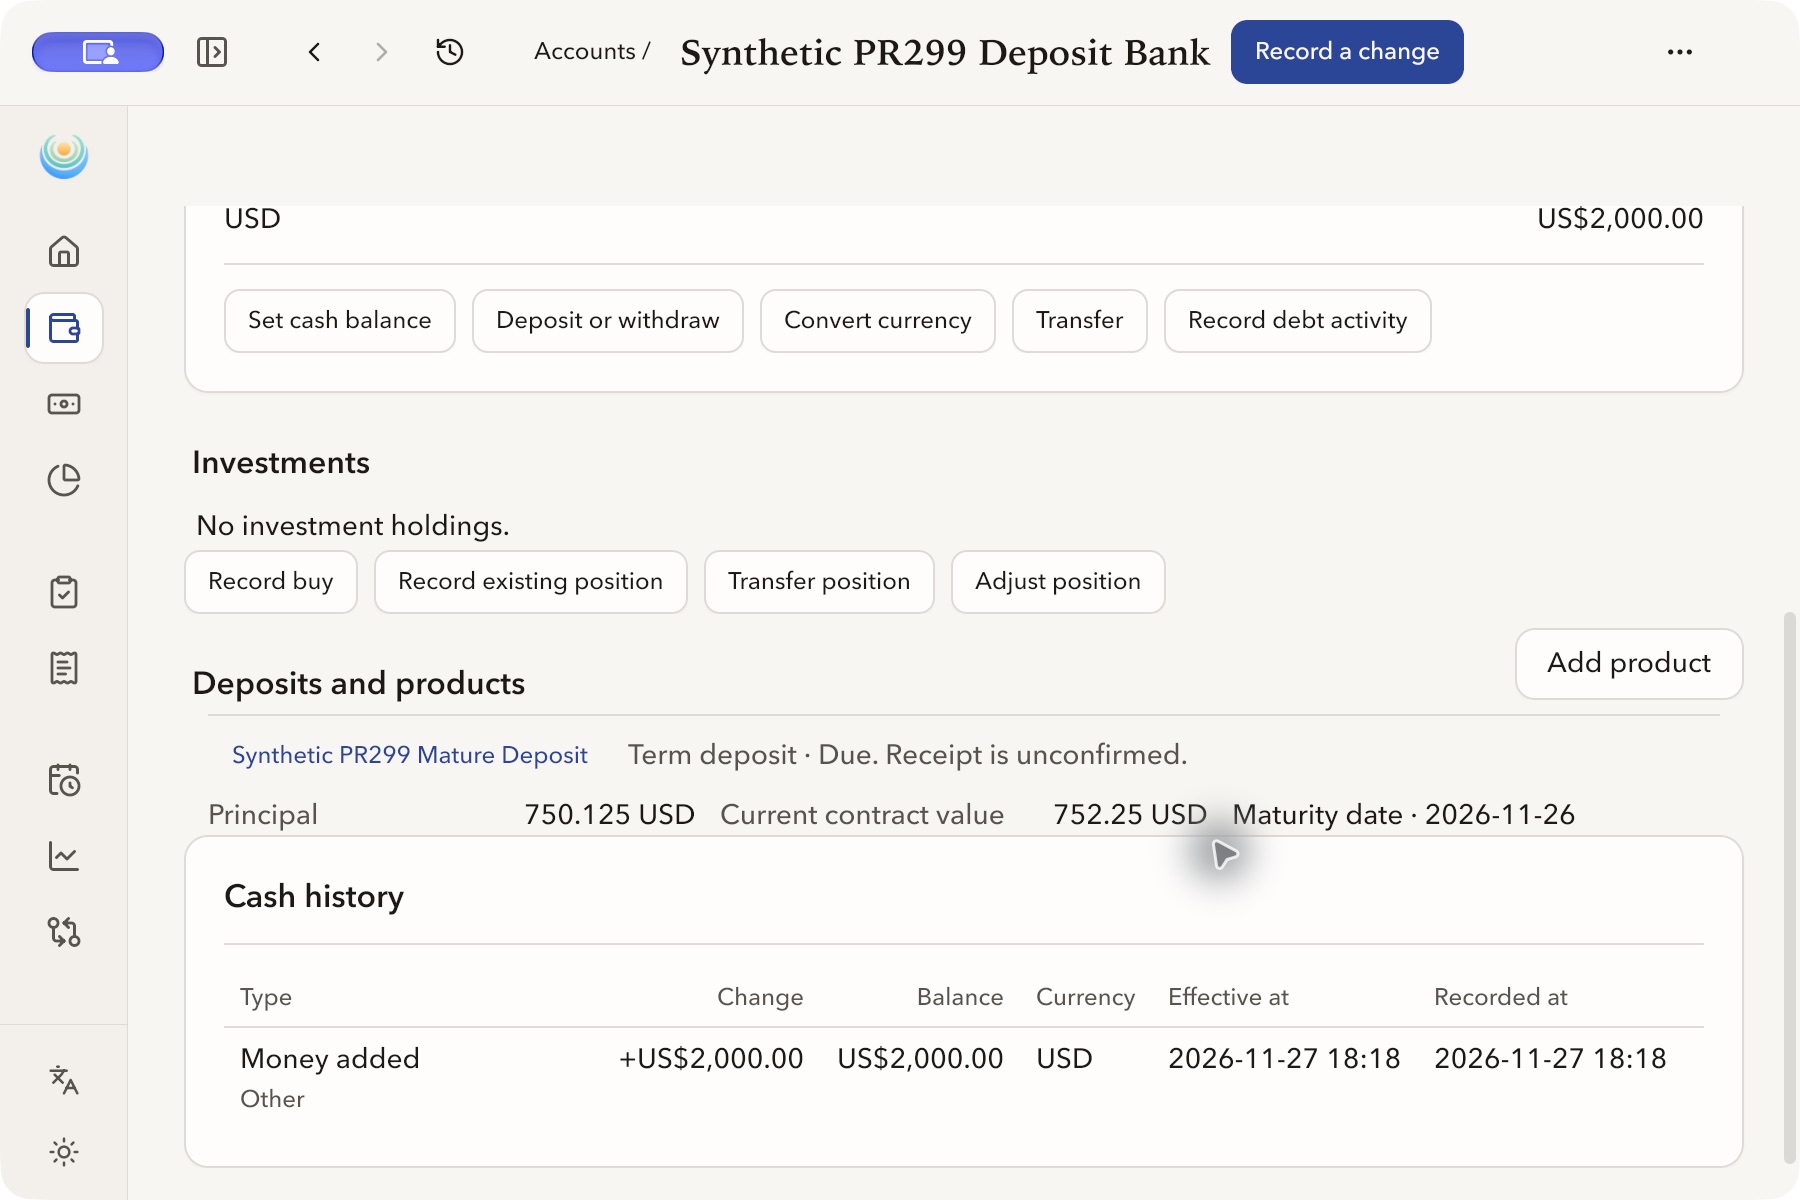 Accounts / Synthetic PR299 Deposit Bank Record a change
USD US$2,000.00
Set cash balance Deposit or withdraw Convert currency Transfer Record debt activity
Investments
No investment holdings.
Record buy Record existing position Transfer position Adjust position
Deposits and products Add product
Synthetic PR299 Mature Deposit Term deposit · Due. Receipt is unconfirmed.
Principal 750.125 USD Current contract value 752.25 USD Maturity date · 2026-11-26
Cash history
Type Change Balance Currency Effective at Recorded at
Money added +US$2,000.00 US$2,000.00 USD 2026-11-27 18:18 2026-11-27 18:18
Other